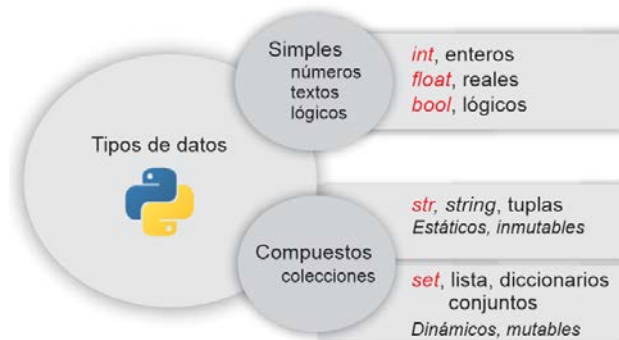 Tipos de datos
Simples
números
textos
lógicos
int, enteros
float, reales
bool, lógicos
Compuestos
colecciones
str, string, tuplas
Estáticos, inmutables
set, lista, diccionarios
conjuntos
Dinámicos, mutables